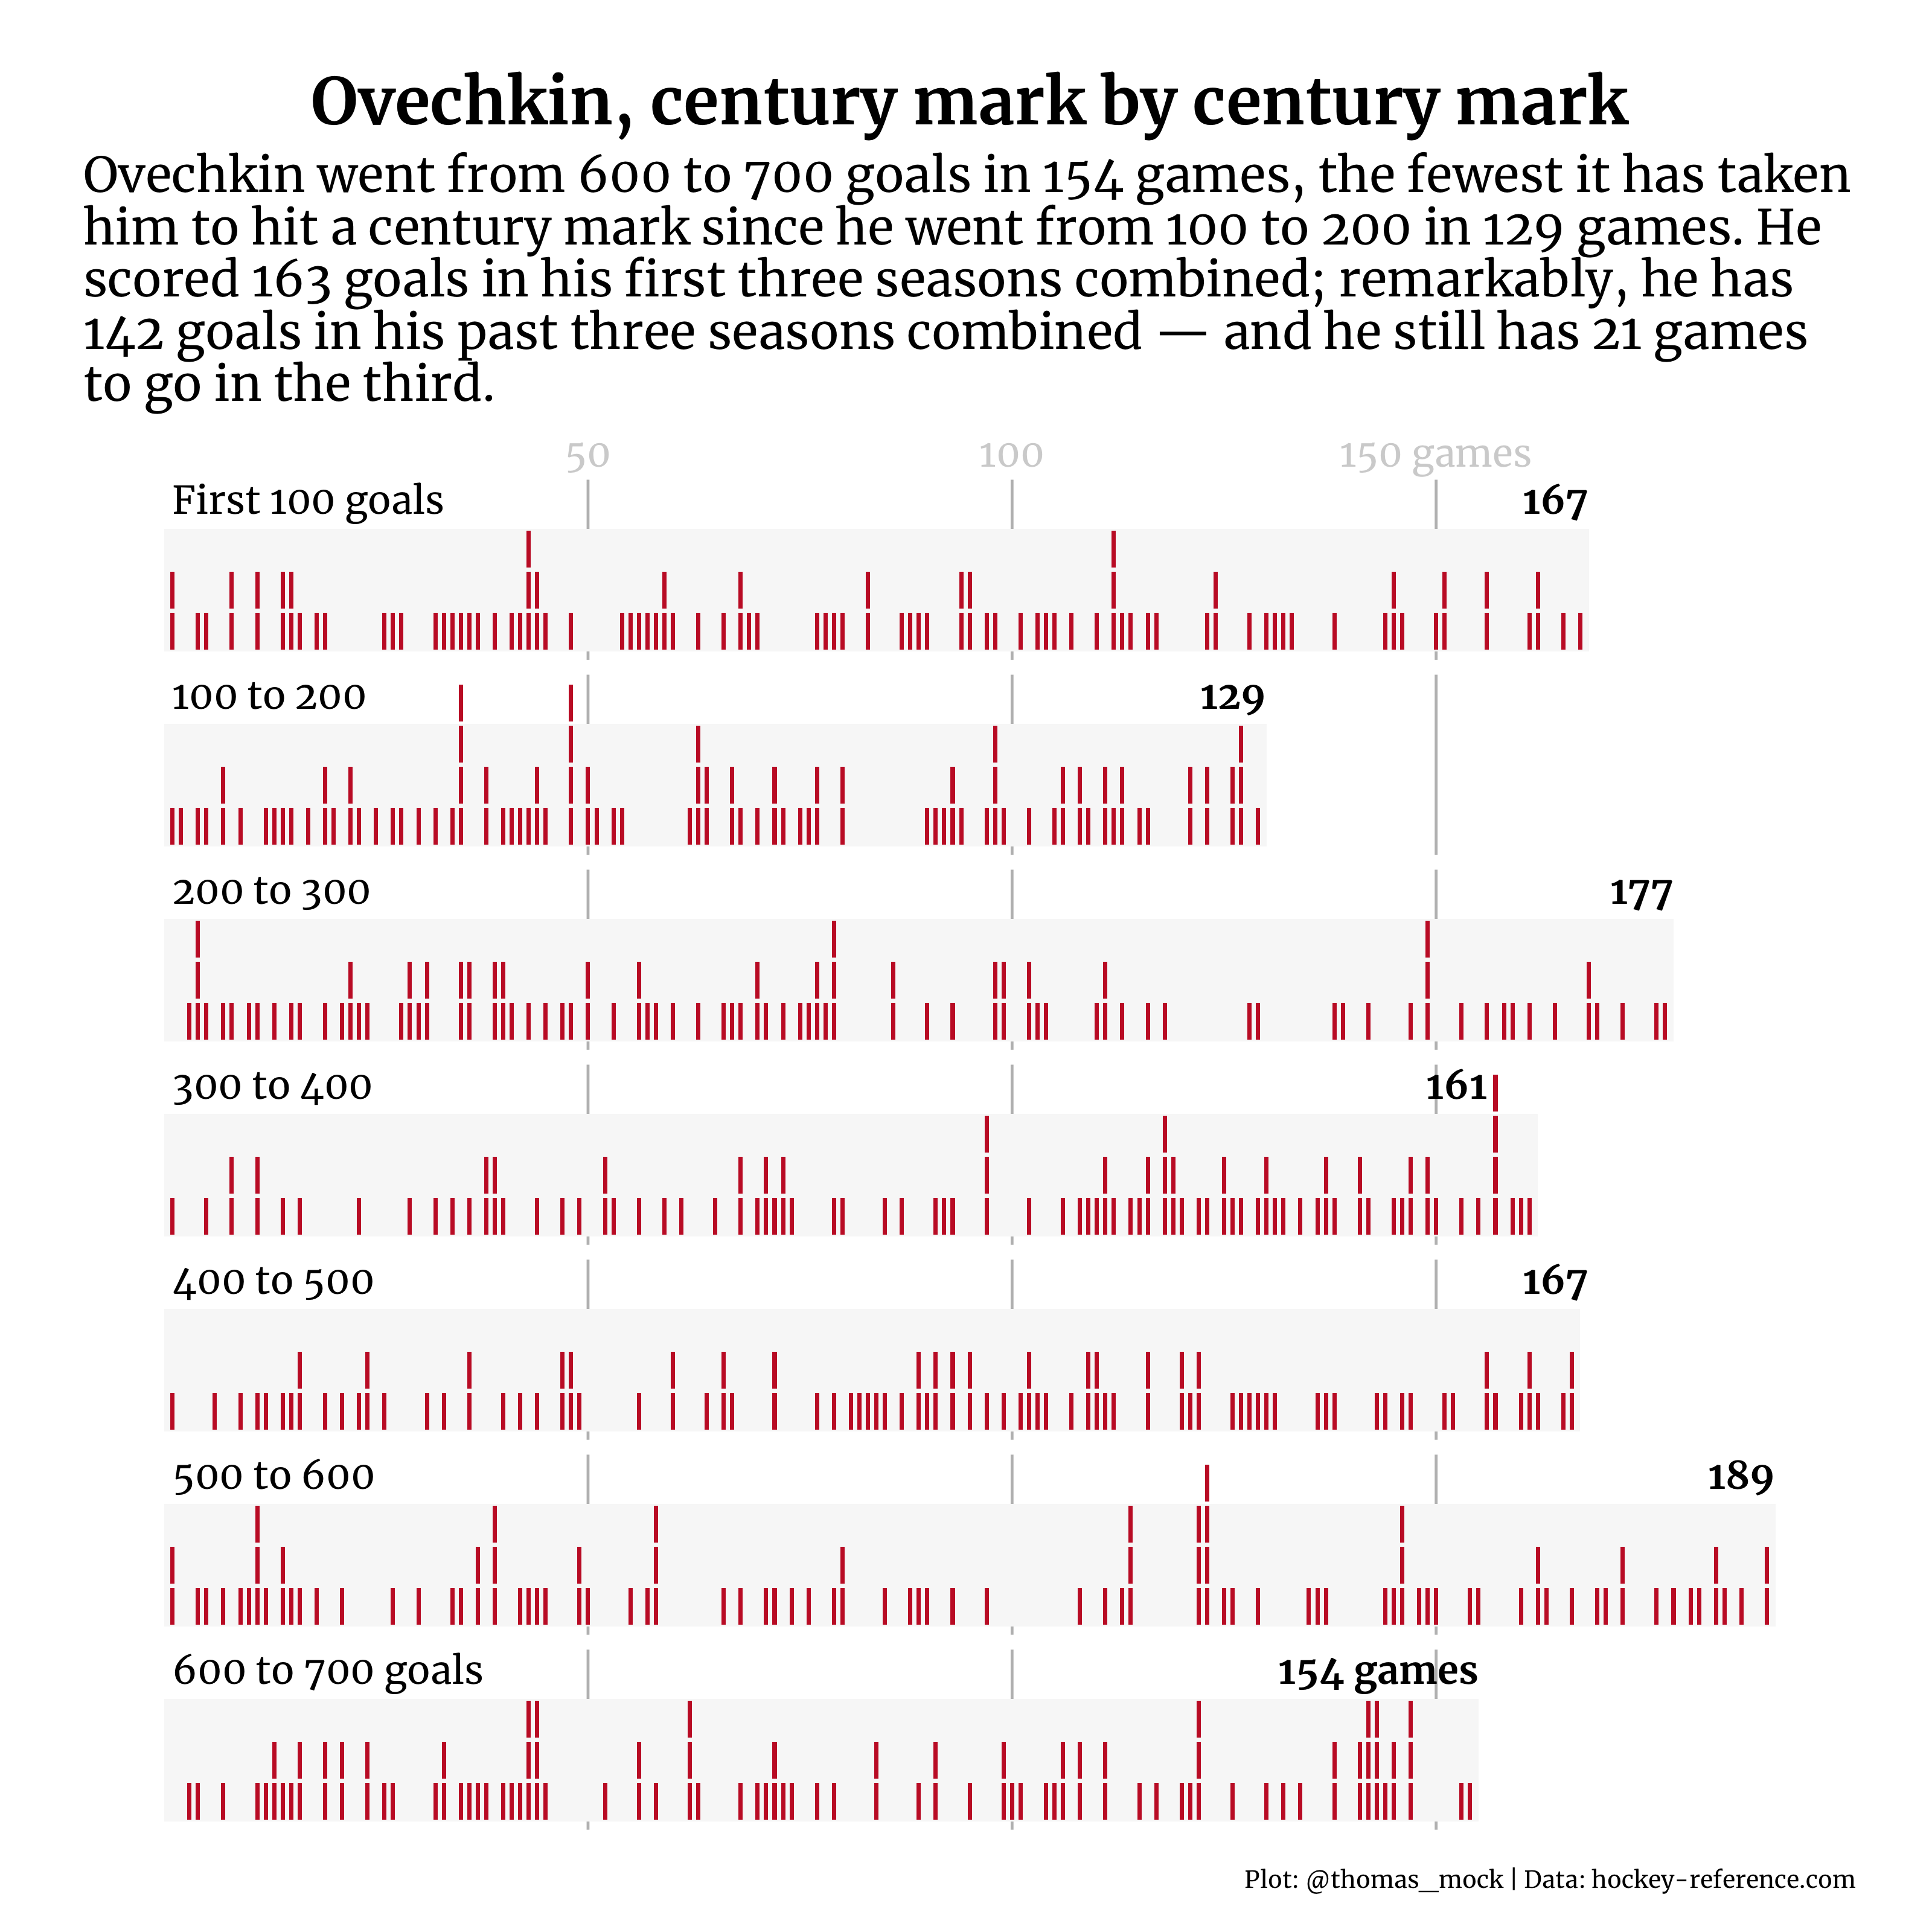 Ovechkin, century mark by century mark
Ovechkin went from 600 to 700 goals in 154 games, the fewest it has taken
him to hit a century mark since he went from 100 to 200 in 129 games. He
scored 163 goals in his first three seasons combined; remarkably, he has
142 goals in his past three seasons combined — and he still has 21 games
to go in the third.
50 100 150 games
First 100 goals 167
100 to 200 129
200 to 300 177
300 to 400 161
400 to 500 167
500 to 600 189
600 to 700 goals 154 games
Plot: @thomas_mock | Data: hockey-reference.com